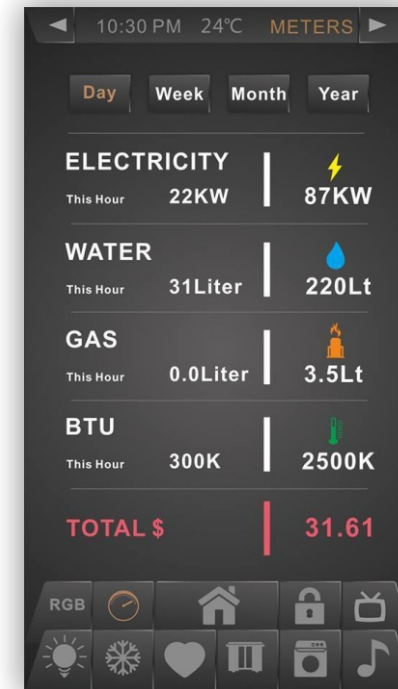 10:30 PM 24℃ METERS
Day Week Month Year
ELECTRICITY
This Hour 22KW 87KW
WATER
This Hour 31Liter 220Lt
GAS
This Hour 0.0Liter 3.5Lt
BTU
This Hour 300K 2500K
TOTAL $ 31.61
RGB